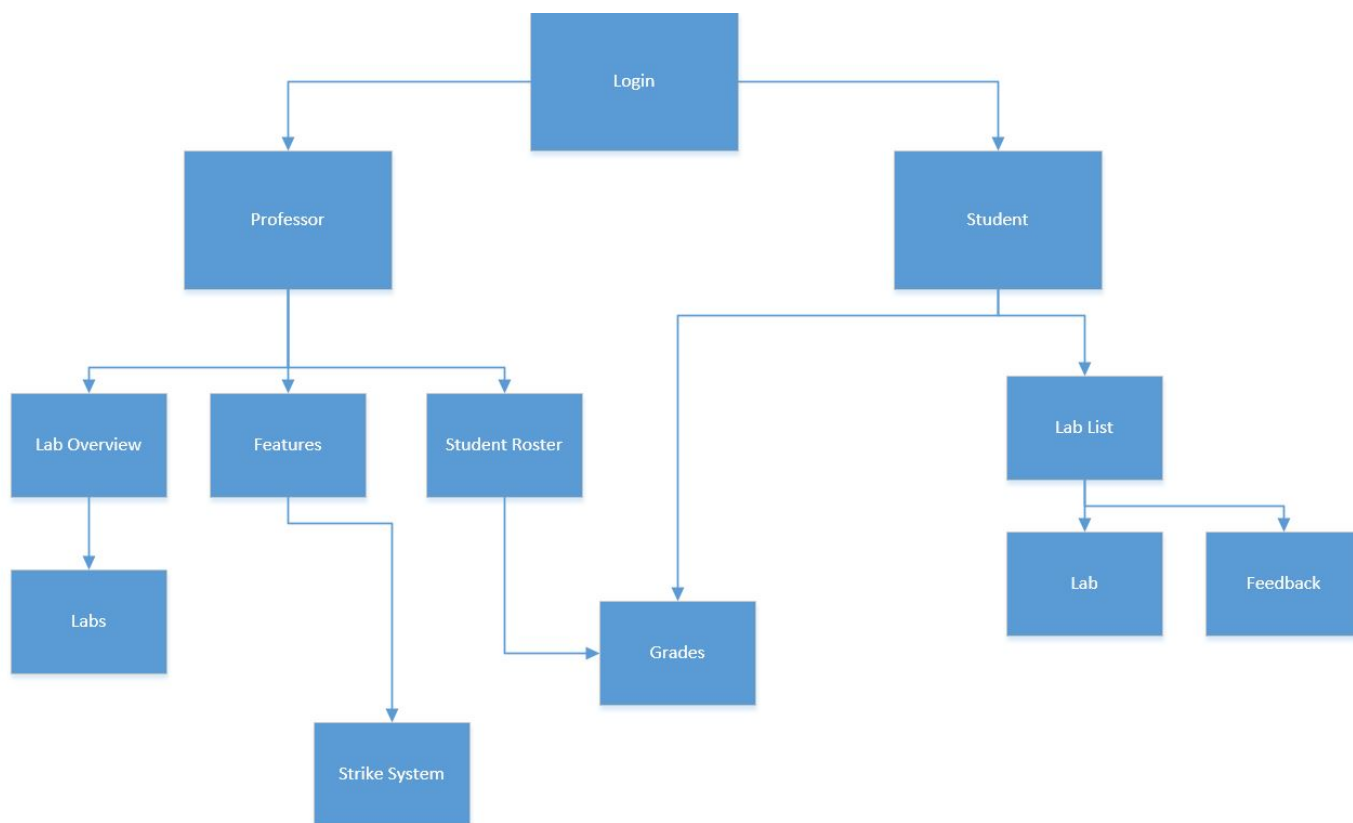 Login
Professor
Student
Lab Overview
Features
Student Roster
Lab List
Labs
Grades
Lab
Feedback
Strike System